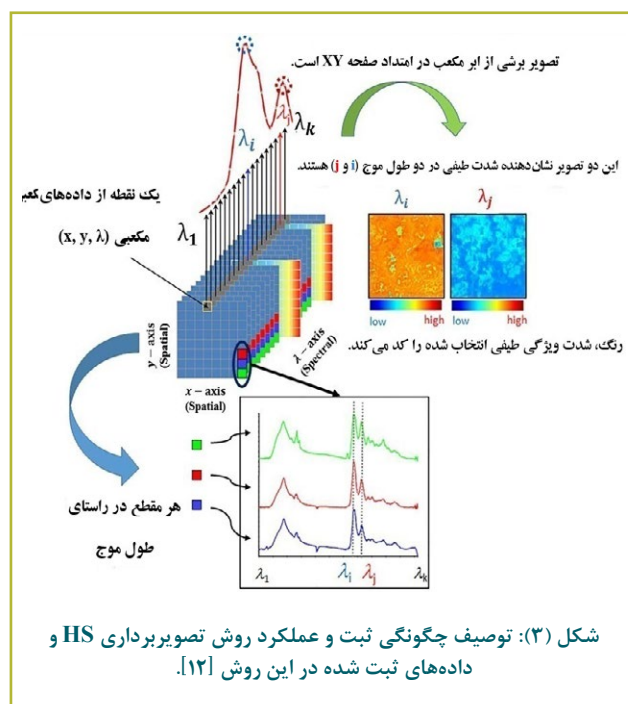 تصویر برشی از ابر مکعب در امتداد صفحه XY است.
λj
λk
λi
این دو تصویر نشان‌دهنده شدت طیفی در دو طول موج (i و j) هستند.
یک نقطه از داده‌های مکعبی
λi
λj
λ1
مکعبی (x, y, λ)
low
high
low
high
رنگ، شدت ویژگی طیفی انتخاب شده را کد می‌کند.
y – axis
(Spatial)
λ – axis
(Spectral)
x – axis
(Spatial)
هر مقطع در راستای
طول موج
λ1
λi
λj
λk
شکل (۳): توصیف چگونگی ثبت و عملکرد روش تصویربرداری HS و
داده‌های ثبت شده در این روش [۱۲].